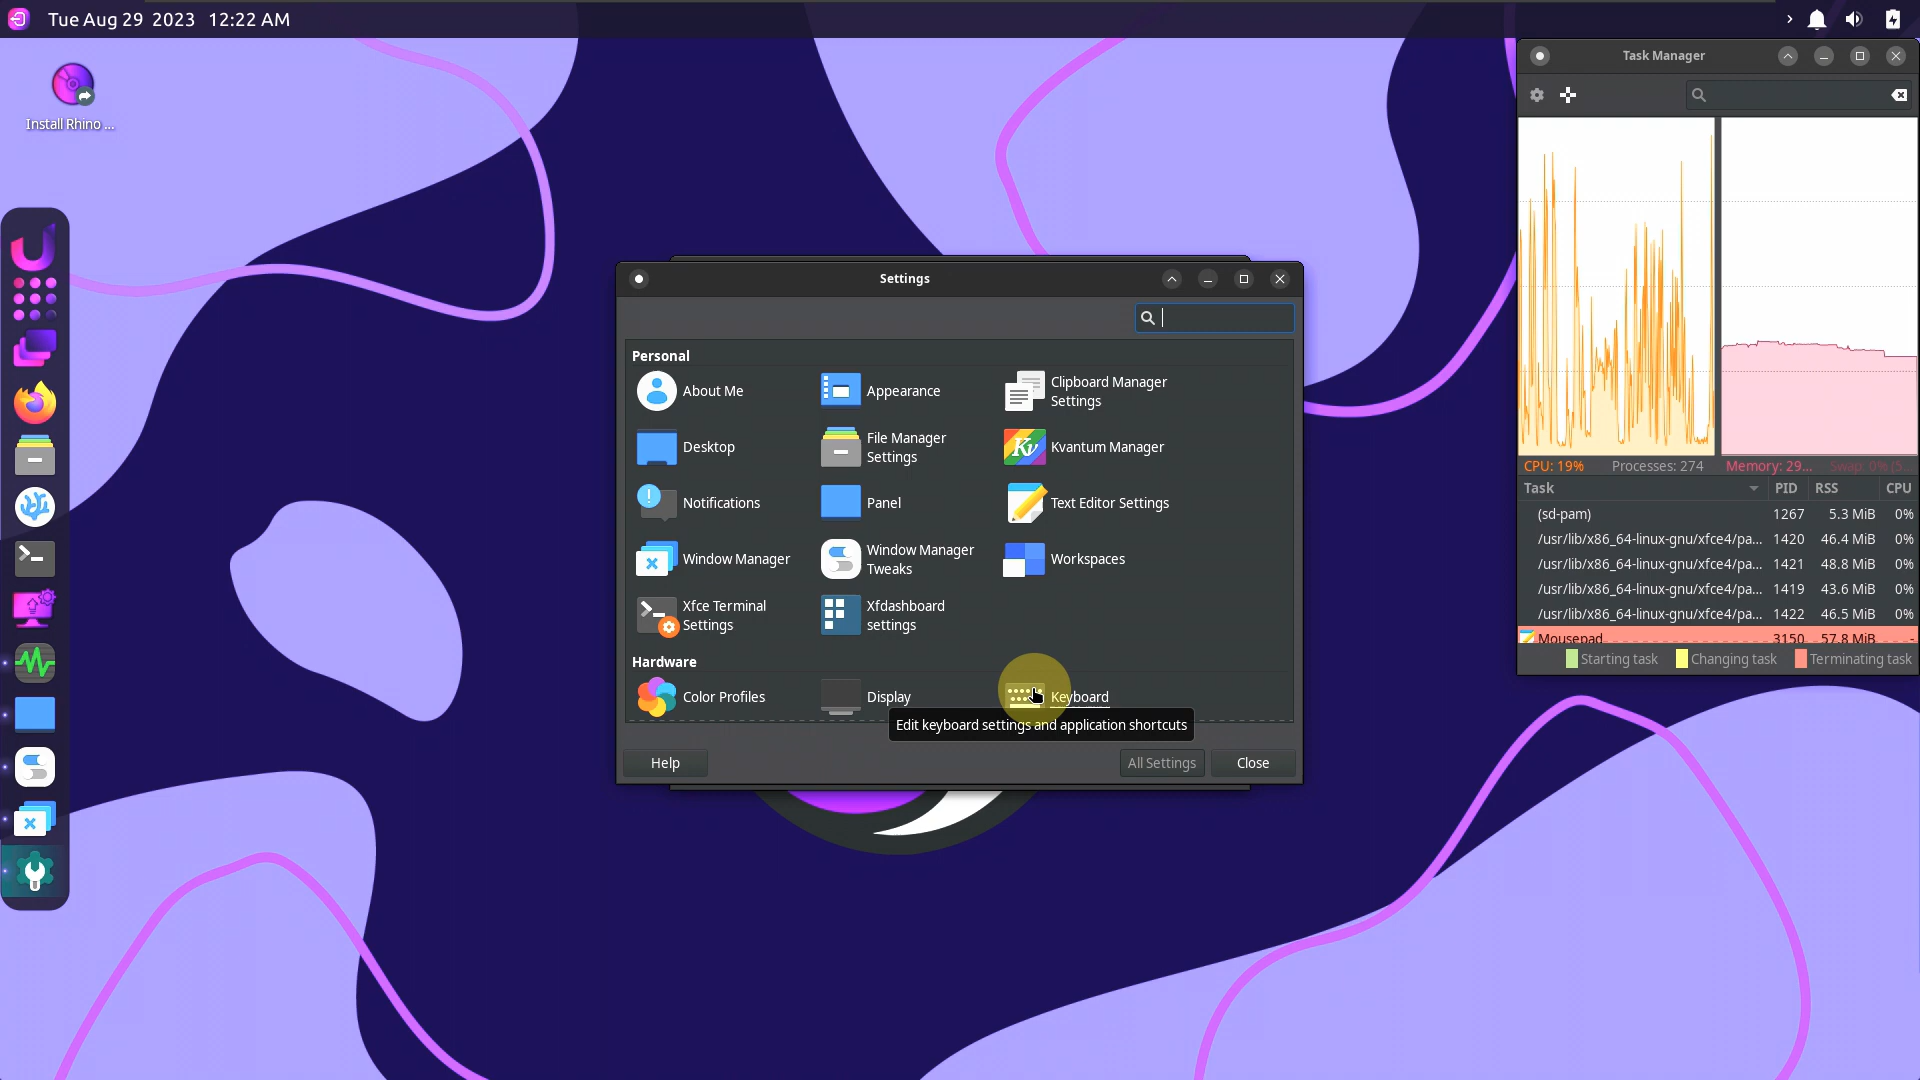 Tue Aug 29 2023 12:22 AM
Install Rhino ...
Settings
Personal
About Me
Appearance
Clipboard Manager
Settings
Desktop
File Manager
Settings
Kvantum Manager
Notifications
Panel
Text Editor Settings
Window Manager
Window Manager
Tweaks
Workspaces
Xfce Terminal
Settings
Xfdashboard
settings
Hardware
Color Profiles
Display
Keyboard
Edit keyboard settings and application shortcuts
Help
All Settings
Close
Task Manager
CPU: 19% Processes: 274 Memory: 29... Swap: 0% (5...
Task PID RSS CPU
(sd-pam) 1267 5.3 MiB 0%
/usr/lib/x86_64-linux-gnu/xfce4/pa... 1420 46.4 MiB 0%
/usr/lib/x86_64-linux-gnu/xfce4/pa... 1421 48.8 MiB 0%
/usr/lib/x86_64-linux-gnu/xfce4/pa... 1419 43.6 MiB 0%
/usr/lib/x86_64-linux-gnu/xfce4/pa... 1422 46.5 MiB 0%
Mousepad 3150 57.8 MiB -
Starting task Changing task Terminating task